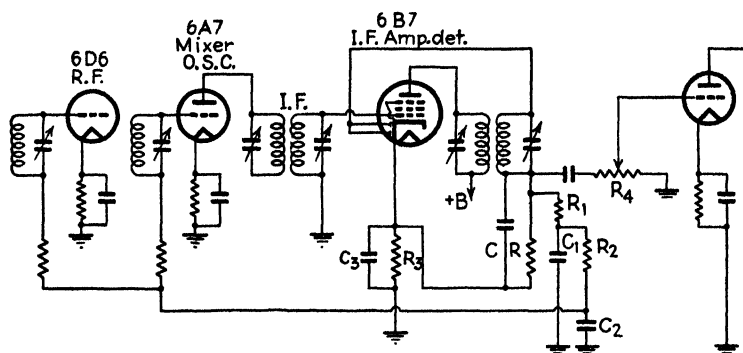 6D6
R.F.
6A7
Mixer
O.S.C.
I.F.
6B7
I.F. Amp.det.
+B
R4
R1
C3
R3
C
R
C1
R2
C2